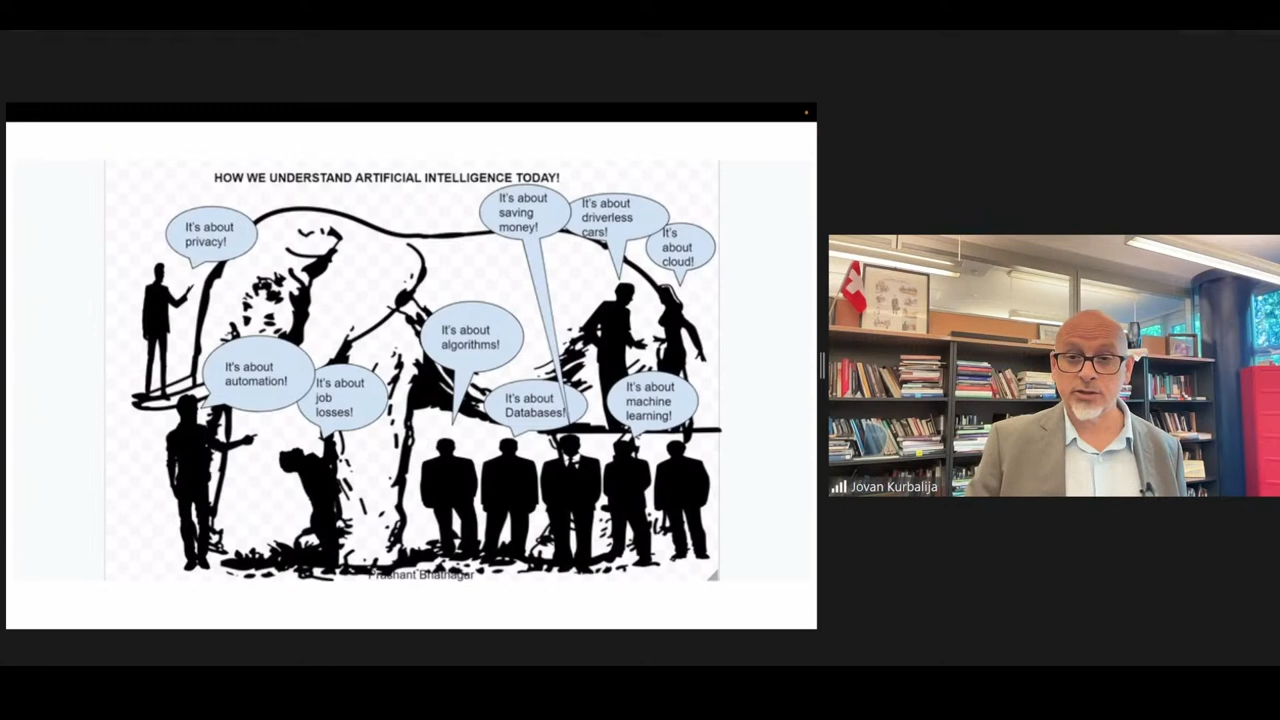 HOW WE UNDERSTAND ARTIFICIAL INTELLIGENCE TODAY!
It's about
privacy!
It's about
saving
money!
It's about
driverless
cars!
It's
about
cloud!
It's about
automation!
It's about
job
losses!
It's about
algorithms!
It's about
Databases!
It's about
machine
learning!
Prashant Bhatnagar
Jovan Kurbalija